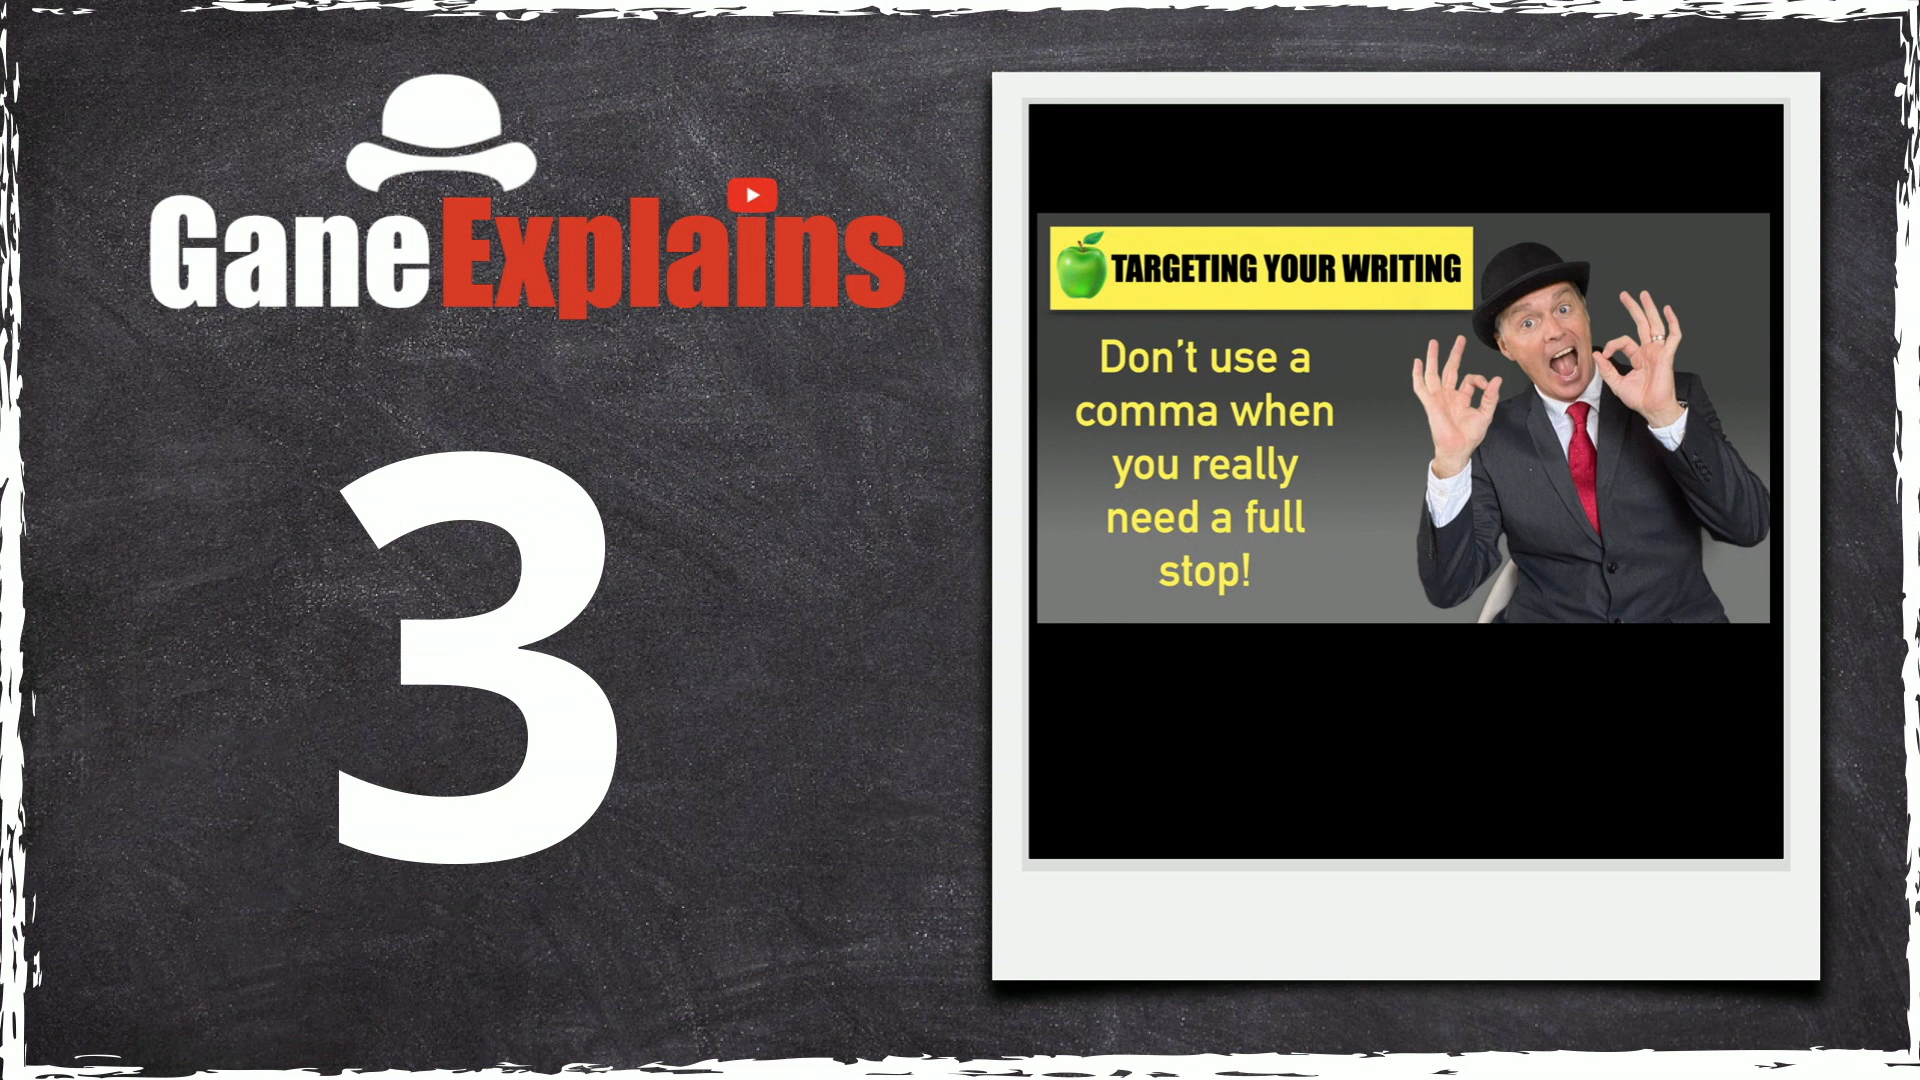 GaneExplains
3
TARGETING YOUR WRITING
Don't use a
comma when
you really
need a full
stop!